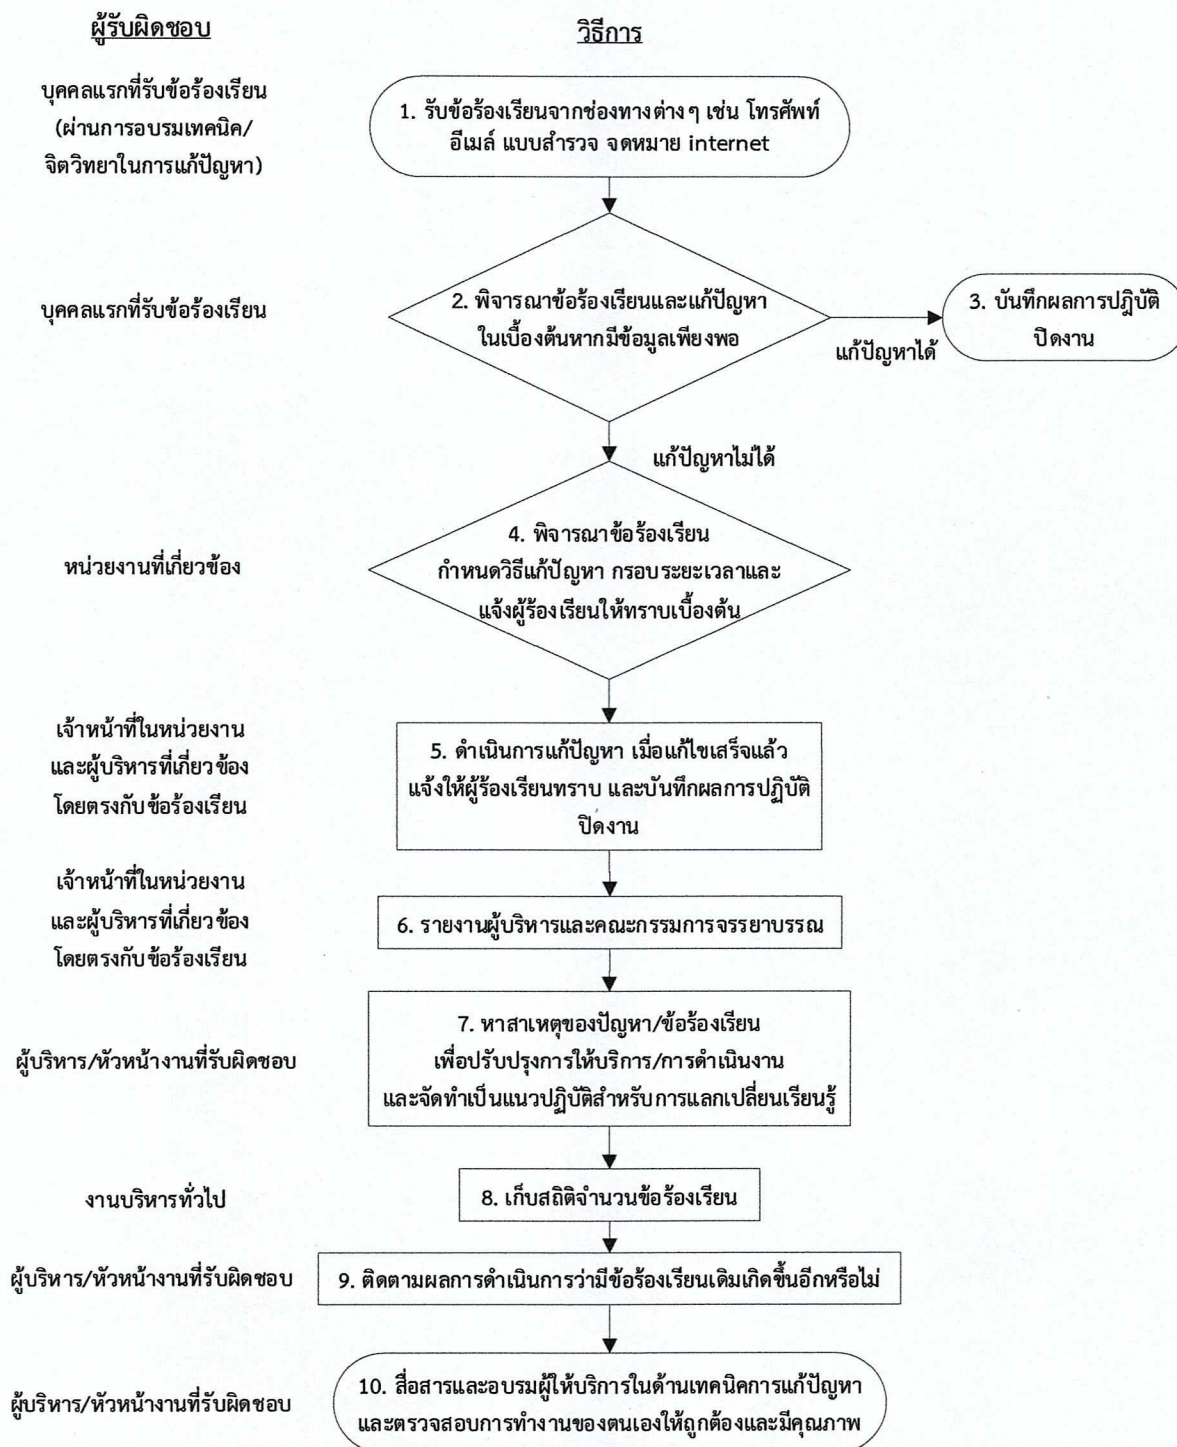 ผู้รับผิดชอบ
วิธีการ
บุคคลแรกที่รับข้อร้องเรียน
(ผ่านการอบรมเทคนิค/
จิตวิทยาในการแก้ปัญหา)
1. รับข้อร้องเรียนจากช่องทางต่างๆ เช่น โทรศัพท์
อีเมล์ แบบสำรวจ จดหมาย internet
บุคคลแรกที่รับข้อร้องเรียน
2. พิจารณาข้อร้องเรียนและแก้ปัญหา
ในเบื้องต้นหากมีข้อมูลเพียงพอ
แก้ปัญหาได้
3. บันทึกผลการปฏิบัติ
ปิดงาน
แก้ปัญหาไม่ได้
หน่วยงานที่เกี่ยวข้อง
4. พิจารณาข้อร้องเรียน
กำหนดวิธีแก้ปัญหา กรอบระยะเวลาและ
แจ้งผู้ร้องเรียนให้ทราบเบื้องต้น
เจ้าหน้าที่ในหน่วยงาน
และผู้บริหารที่เกี่ยวข้อง
โดยตรงกับข้อร้องเรียน
5. ดำเนินการแก้ปัญหา เมื่อแก้ไขเสร็จแล้ว
แจ้งให้ผู้ร้องเรียนทราบ และบันทึกผลการปฏิบัติ
ปิดงาน
เจ้าหน้าที่ในหน่วยงาน
และผู้บริหารที่เกี่ยวข้อง
โดยตรงกับข้อร้องเรียน
6. รายงานผู้บริหารและคณะกรรมการจรรยาบรรณ
ผู้บริหาร/หัวหน้างานที่รับผิดชอบ
7. หาสาเหตุของปัญหา/ข้อร้องเรียน
เพื่อปรับปรุงการให้บริการ/การดำเนินงาน
และจัดทำเป็นแนวปฏิบัติสำหรับการแลกเปลี่ยนเรียนรู้
งานบริหารทั่วไป
8. เก็บสถิติจำนวนข้อร้องเรียน
ผู้บริหาร/หัวหน้างานที่รับผิดชอบ
9. ติดตามผลการดำเนินการว่ามีข้อร้องเรียนเดิมเกิดขึ้นอีกหรือไม่
ผู้บริหาร/หัวหน้างานที่รับผิดชอบ
10. สื่อสารและอบรมผู้ให้บริการในด้านเทคนิคการแก้ปัญหา
และตรวจสอบการทำงานของตนเองให้ถูกต้องและมีคุณภาพ